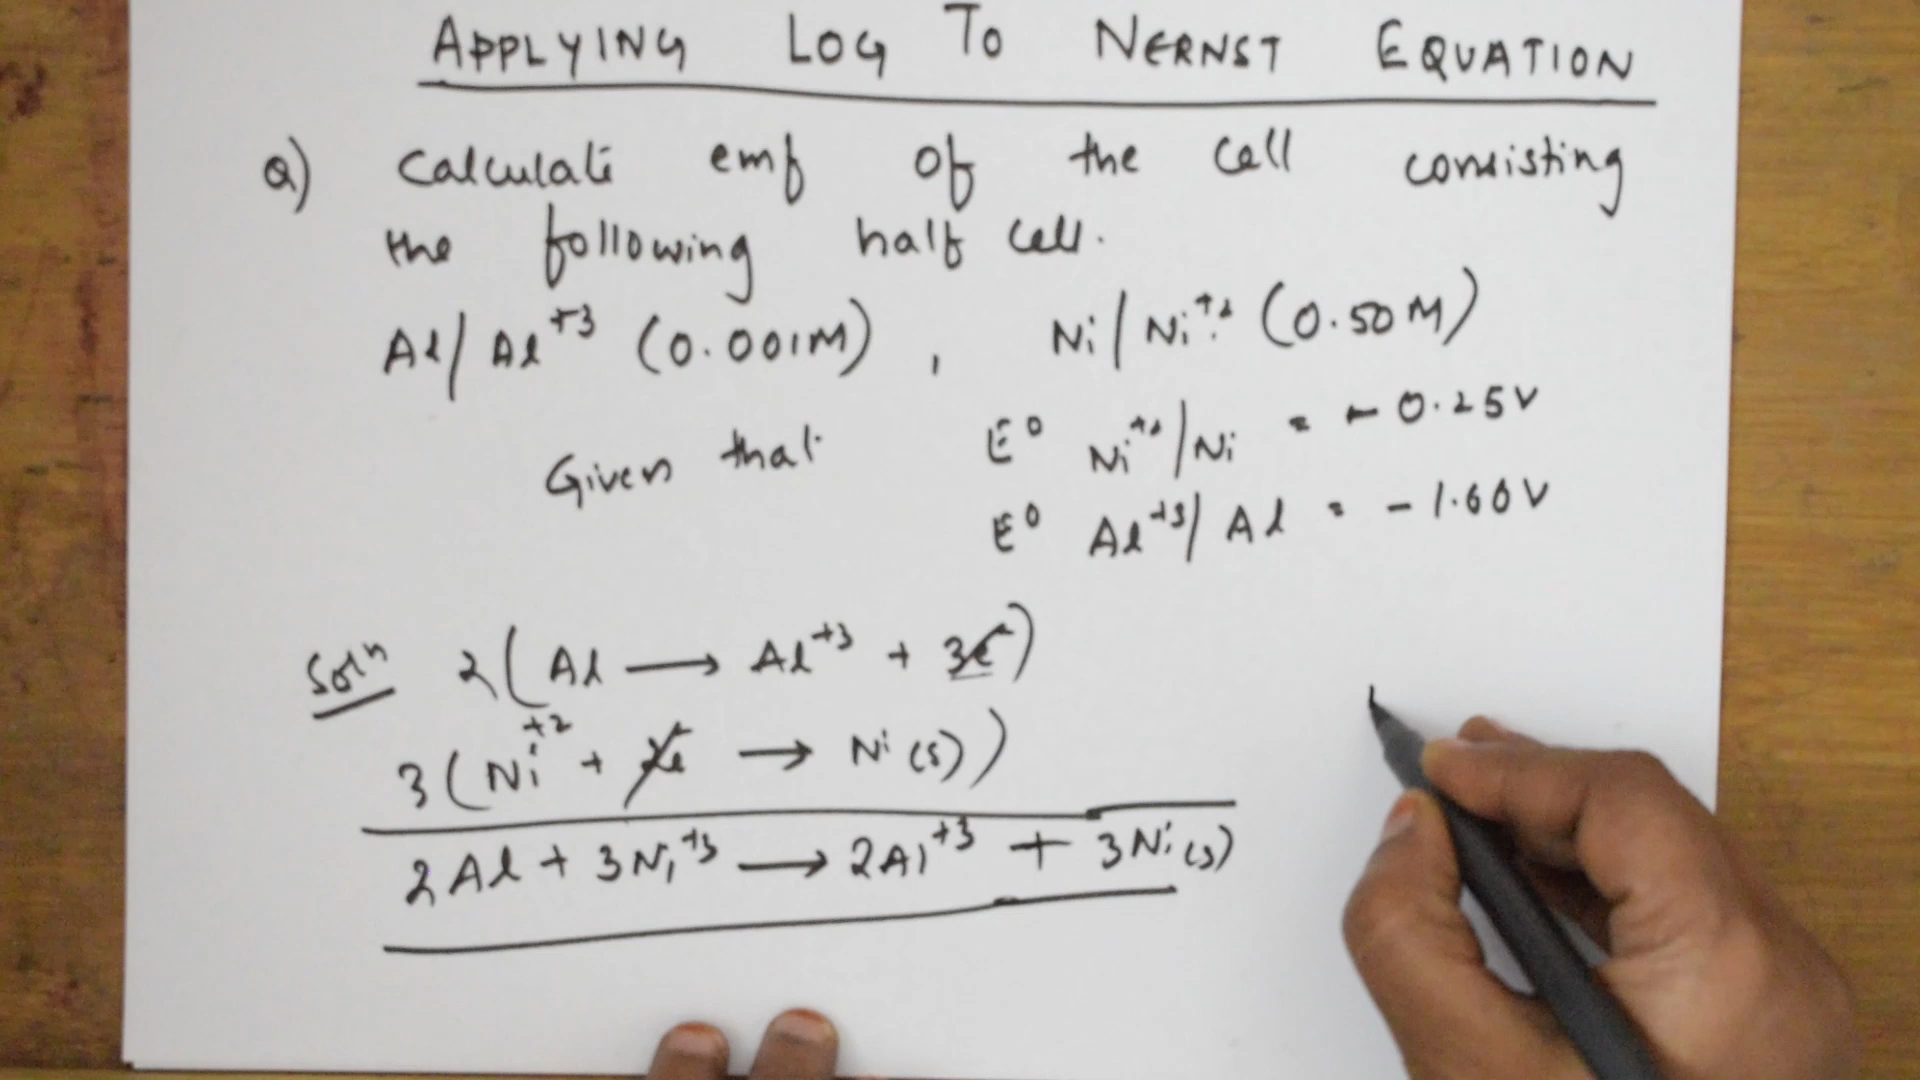 APPLYING LOG TO NERNST EQUATION
Q) Calculate emf of the cell consisting
the following half cell.
Al/Al⁺³ (0.001M) , Ni/Ni⁺² (0.50M)
Given that E⁰ Ni⁺²/Ni = - 0.25V
E⁰ Al⁺³/Al = - 1.60V
Solⁿ 2(Al ⟶ Al⁺³ + 3e⁻)
3(Ni⁺² + 2e ⟶ Ni(s))
2Al + 3Ni⁺³ ⟶ 2Al⁺³ + 3Ni(s)